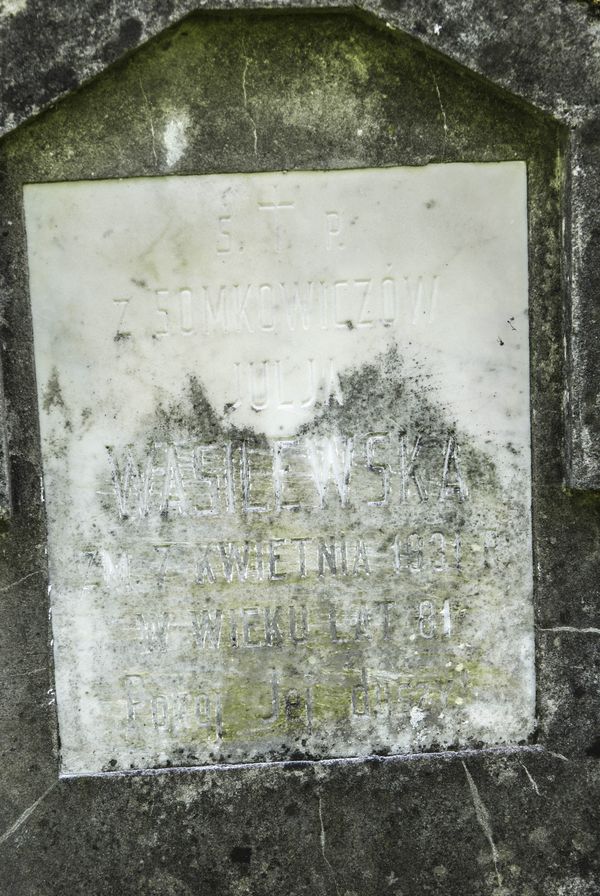 Ś. † P.
Z SOMKOWICZÓW
JULJA
WASILEWSKA
ZM. 7 KWIETNIA 1931 R
W WIEKU LAT 81
Pokój Jej duszy